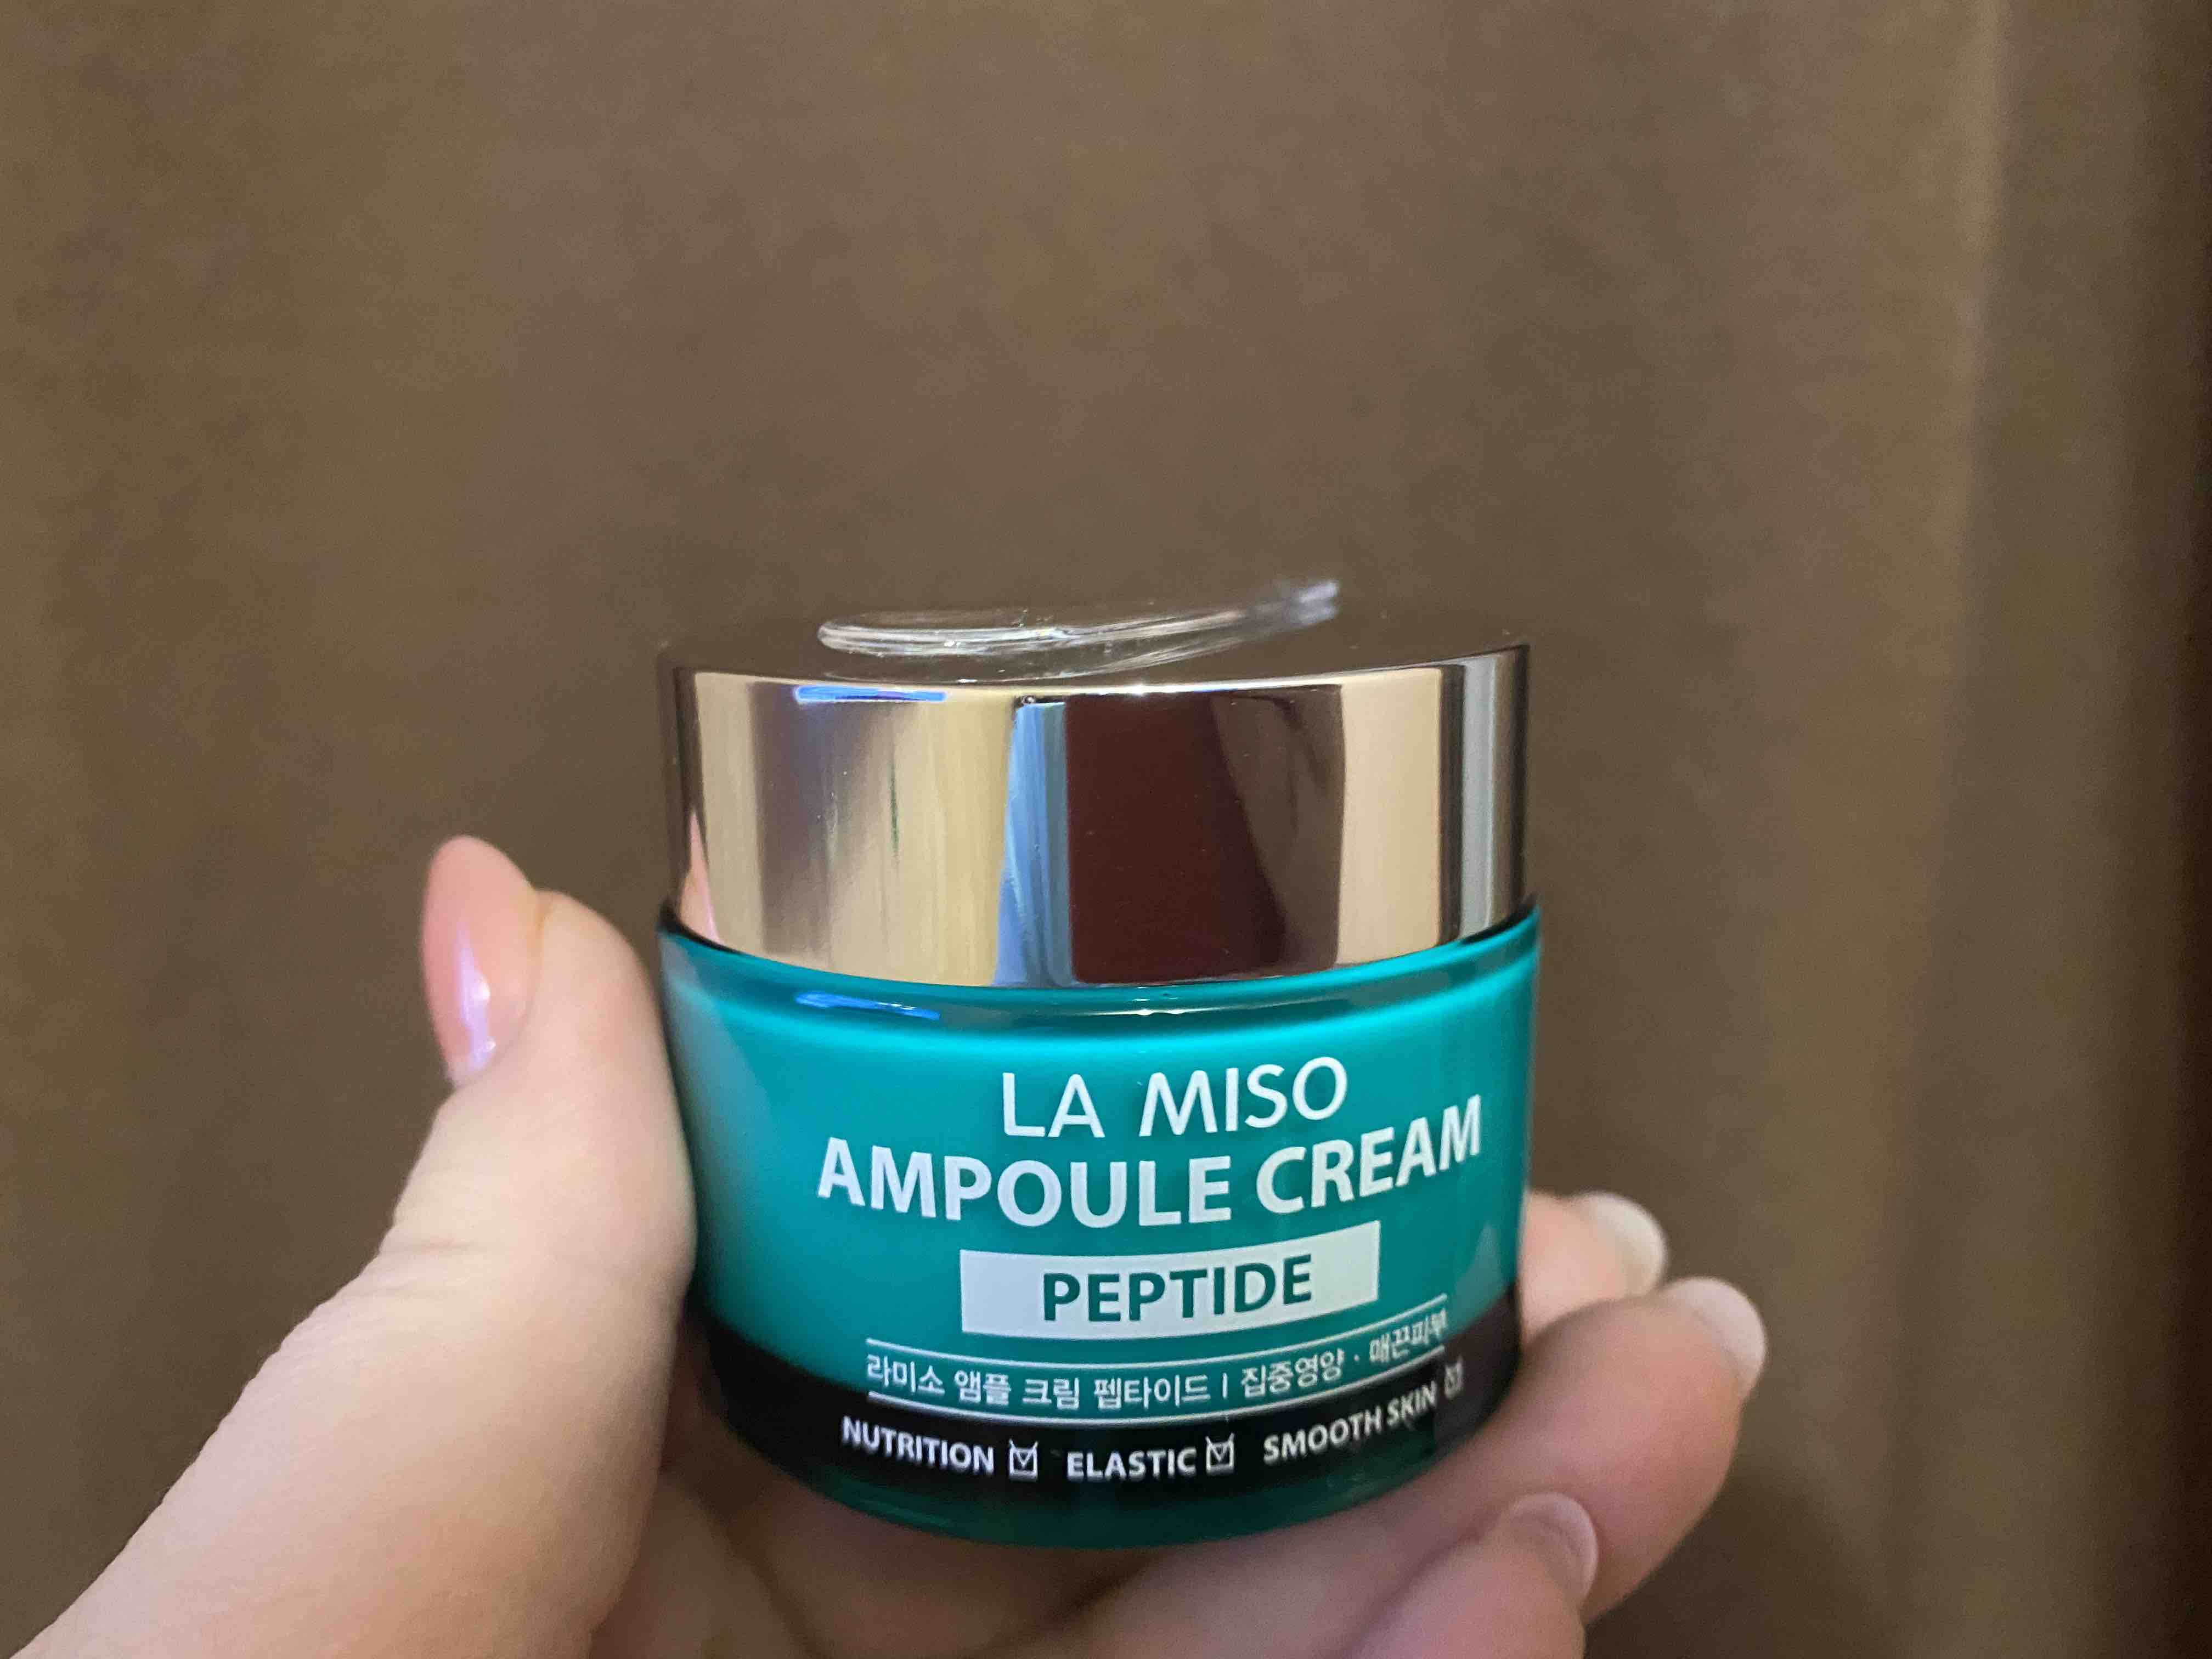 LA MISO
AMPOULE CREAM
PEPTIDE
라미소 앰플 크림 펩타이드 | 집중영양 · 매끈피부
NUTRITION ELASTIC SMOOTH SKIN